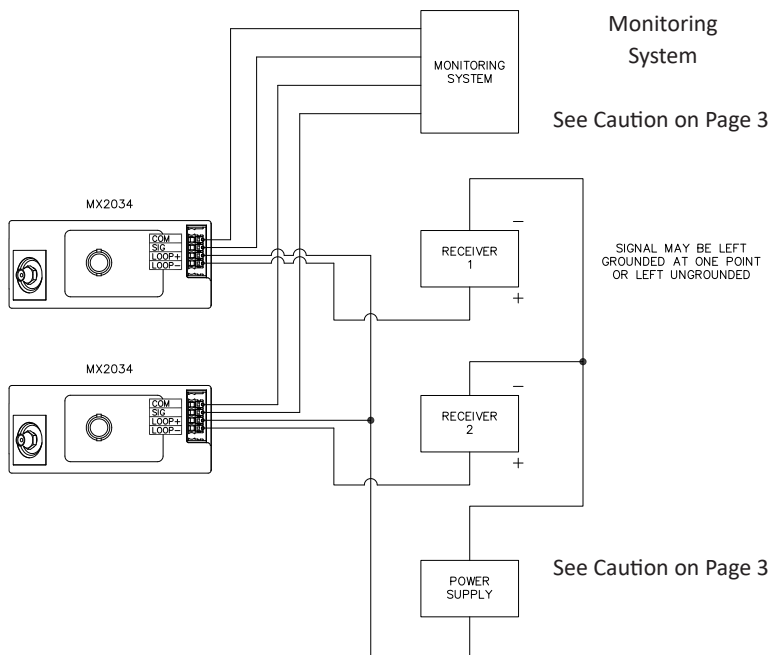 Monitoring
System
MONITORING
SYSTEM
See Caution on Page 3
MX2034
COM
SIG
LOOP+
LOOP−
−
RECEIVER
1
+
SIGNAL MAY BE LEFT
GROUNDED AT ONE POINT
OR LEFT UNGROUNDED
MX2034
COM
SIG
LOOP+
LOOP−
−
RECEIVER
2
+
POWER
SUPPLY
See Caution on Page 3